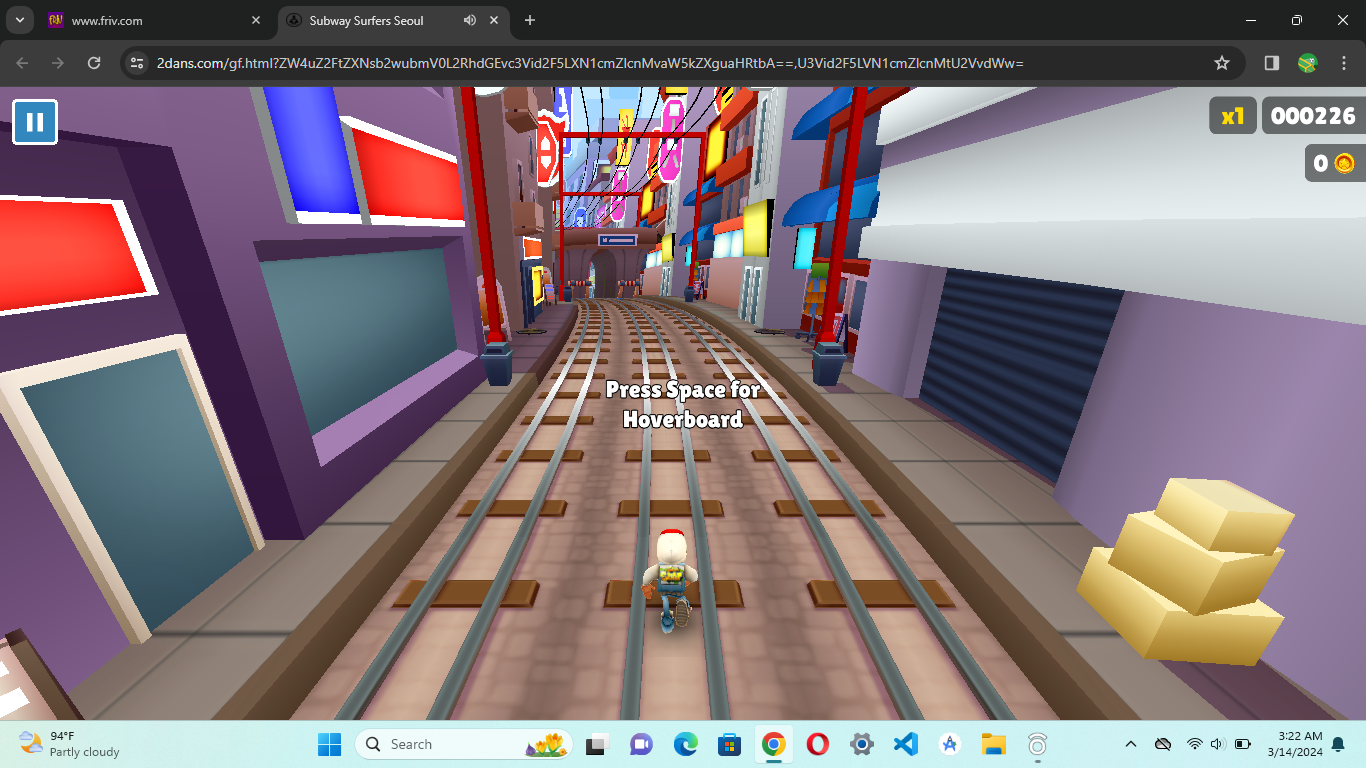 www.friv.com
Subway Surfers Seoul
2dans.com/gf.html?ZW4uZ2FtZXNsb2wubmV0L2RhdGEvc3Vid2F5LXN1cmZlcnMvaW5kZXguaHRtbA==,U3Vid2F5LVN1cmZlcnMtU2VvdWw=
x1
000226
0
Press Space for
Hoverboard
94°F
Partly cloudy
Search
3:22 AM
3/14/2024